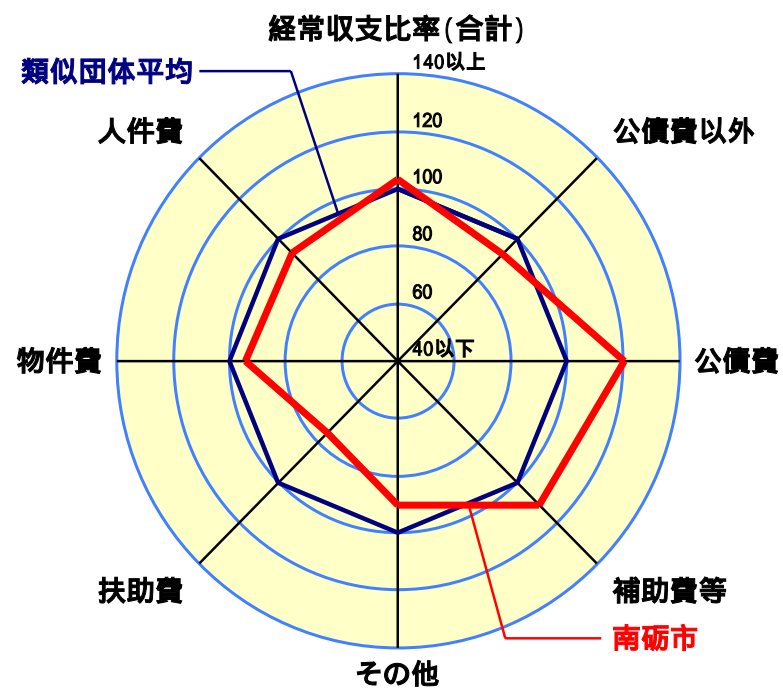 経常収支比率(合計)
140以上
類似団体平均
120
人件費
公債費以外
100
80
60
40以下
物件費
公債費
扶助費
補助費等
南砺市
その他